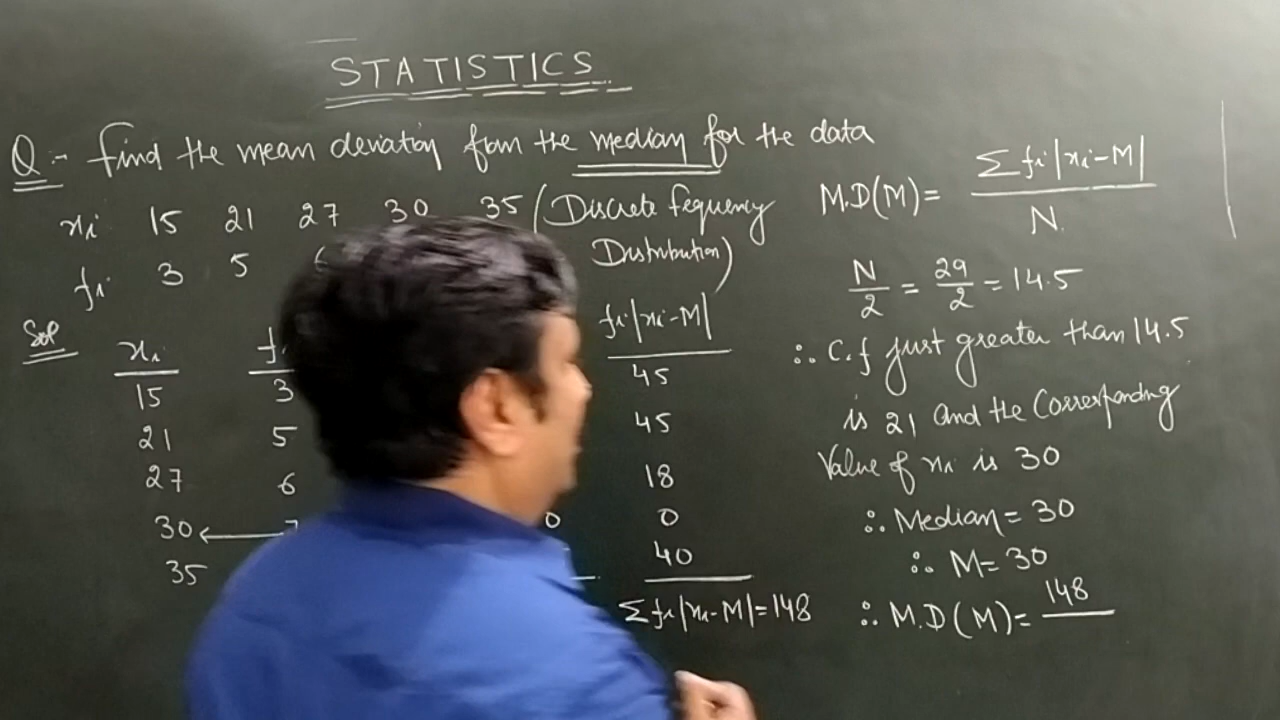 STATISTICS
Q:- find the mean deviation from the median for the data
xi 15 21 27 30 35 (Discrete fequency
fi 3 5 6 Distribution)
M.D(M)= Σfi|xi-M|
N
N/2 = 29/2 = 14.5
∴ C.f just greater than 14.5
is 21 and the Corresponding
Value of xi is 30
∴ Median = 30
∴ M= 30
∴ M.D(M)= 148
Sol
xi f fi|xi-M|
15 3 45
21 5 45
27 6 18
30 0 0
35 40
Σfi|xi-M|=148